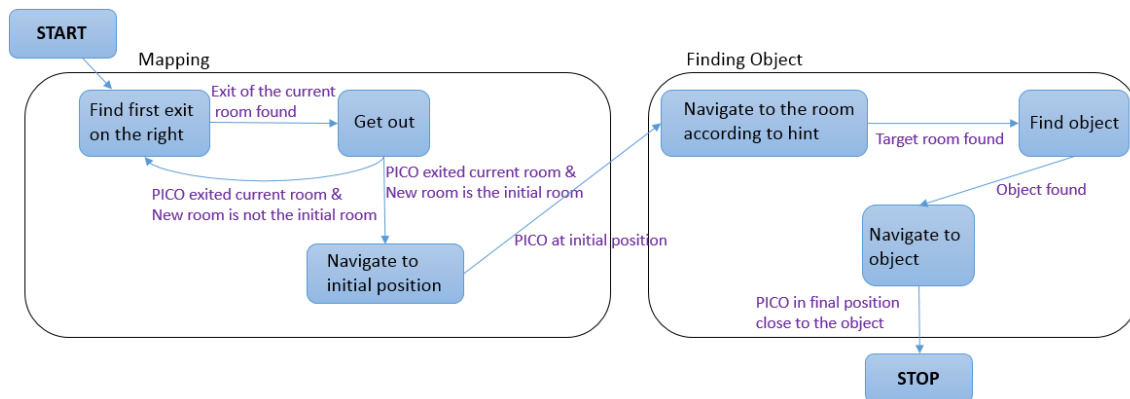 START
Mapping
Finding Object
Find first exit
on the right
Exit of the current
room found
Get out
Navigate to the room
according to hint
Target room found
Find object
PICO exited current room &
New room is not the initial room
PICO exited current room &
New room is the initial room
Object found
PICO at initial position
Navigate to
initial position
Navigate to
object
PICO in final position
close to the object
STOP